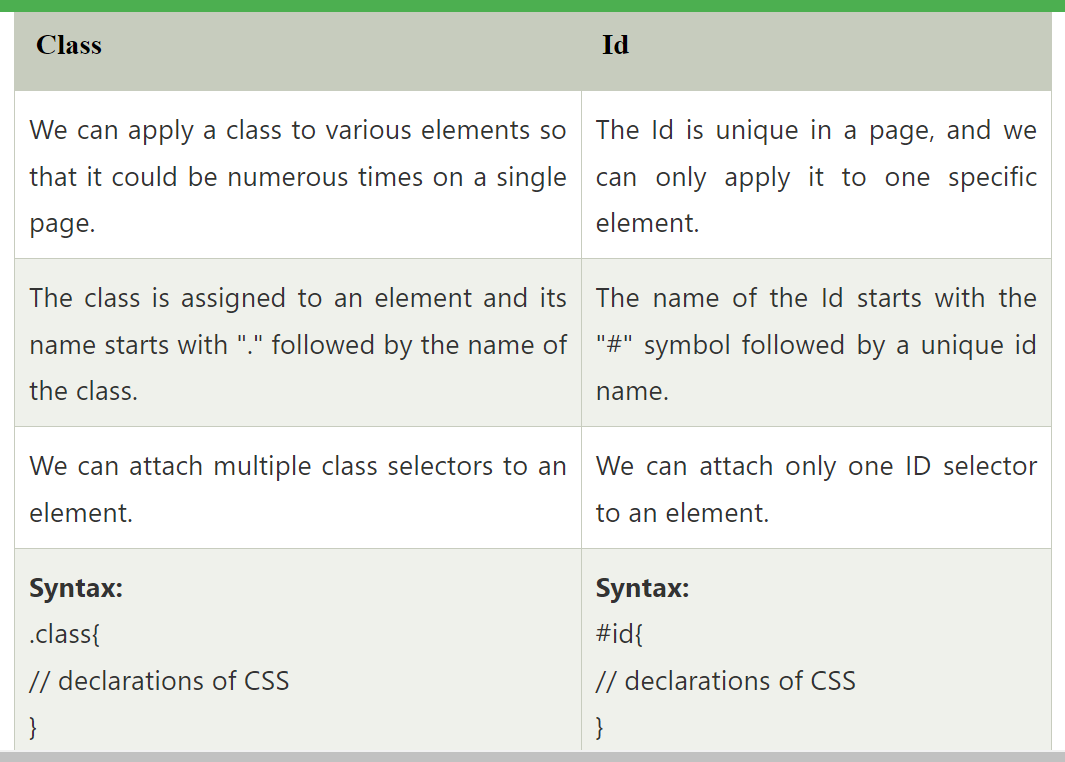 Class
Id
We can apply a class to various elements so
that it could be numerous times on a single
page.
The Id is unique in a page, and we
can only apply it to one specific
element.
The class is assigned to an element and its
name starts with "." followed by the name of
the class.
The name of the Id starts with the
"#" symbol followed by a unique id
name.
We can attach multiple class selectors to an
element.
We can attach only one ID selector
to an element.
Syntax:
.class{
// declarations of CSS
}
Syntax:
#id{
// declarations of CSS
}